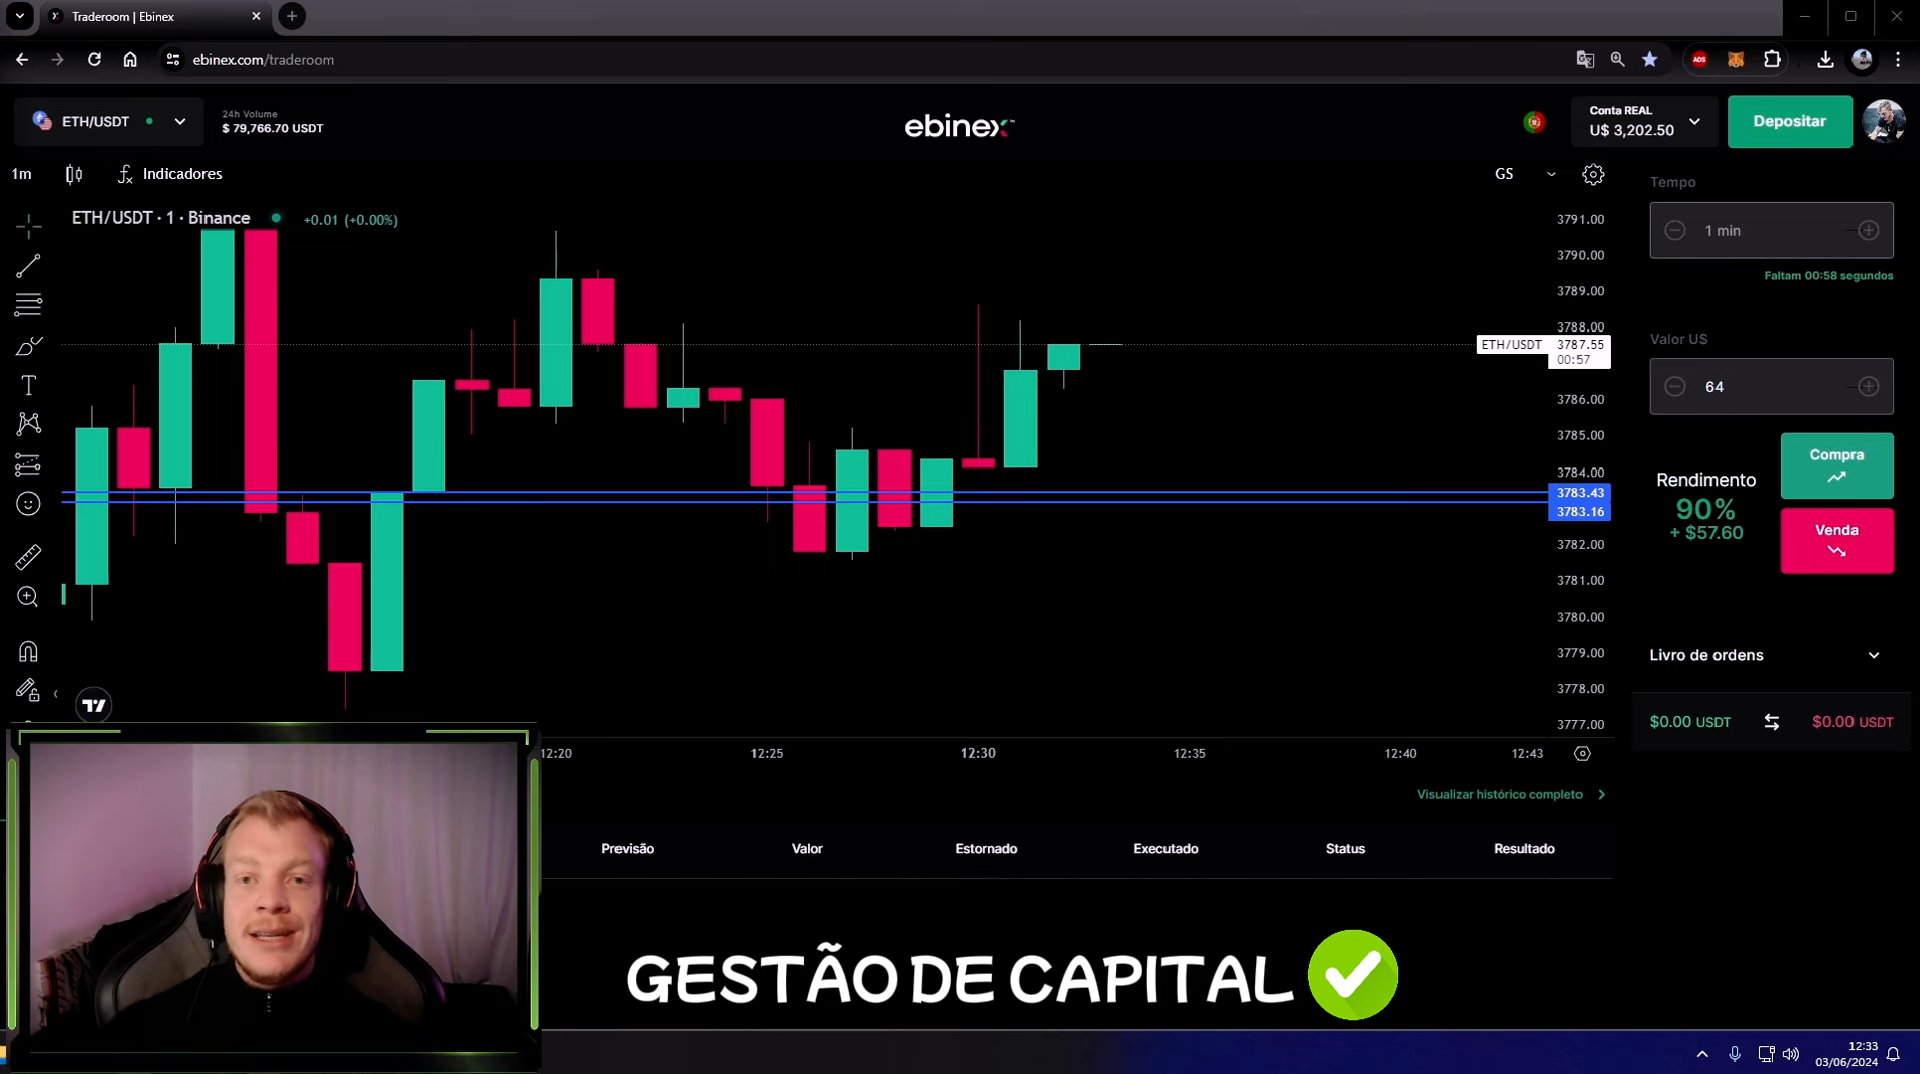 Traderoom | Ebinex
ebinex.com/traderoom
ADS
ETH/USDT
24h Volume
$ 79,766.70 USDT
ebinex
Conta REAL
U$ 3,202.50
Depositar
1m
Indicadores
GS
ETH/USDT · 1 · Binance
+0.01 (+0.00%)
3791.00
3790.00
3789.00
3788.00
ETH/USDT
3787.55
00:57
3786.00
3785.00
3784.00
3783.43
3783.16
3782.00
3781.00
3780.00
3779.00
3778.00
3777.00
12:20
12:25
12:30
12:35
12:40
12:43
Tempo
1 min
Faltam 00:58 segundos
Valor U$
64
Rendimento
90%
+ $57.60
Compra
Venda
Livro de ordens
$0.00 USDT
$0.00 USDT
Visualizar histórico completo
Previsão
Valor
Estornado
Executado
Status
Resultado
GESTÃO DE CAPITAL
12:33
03/06/2024